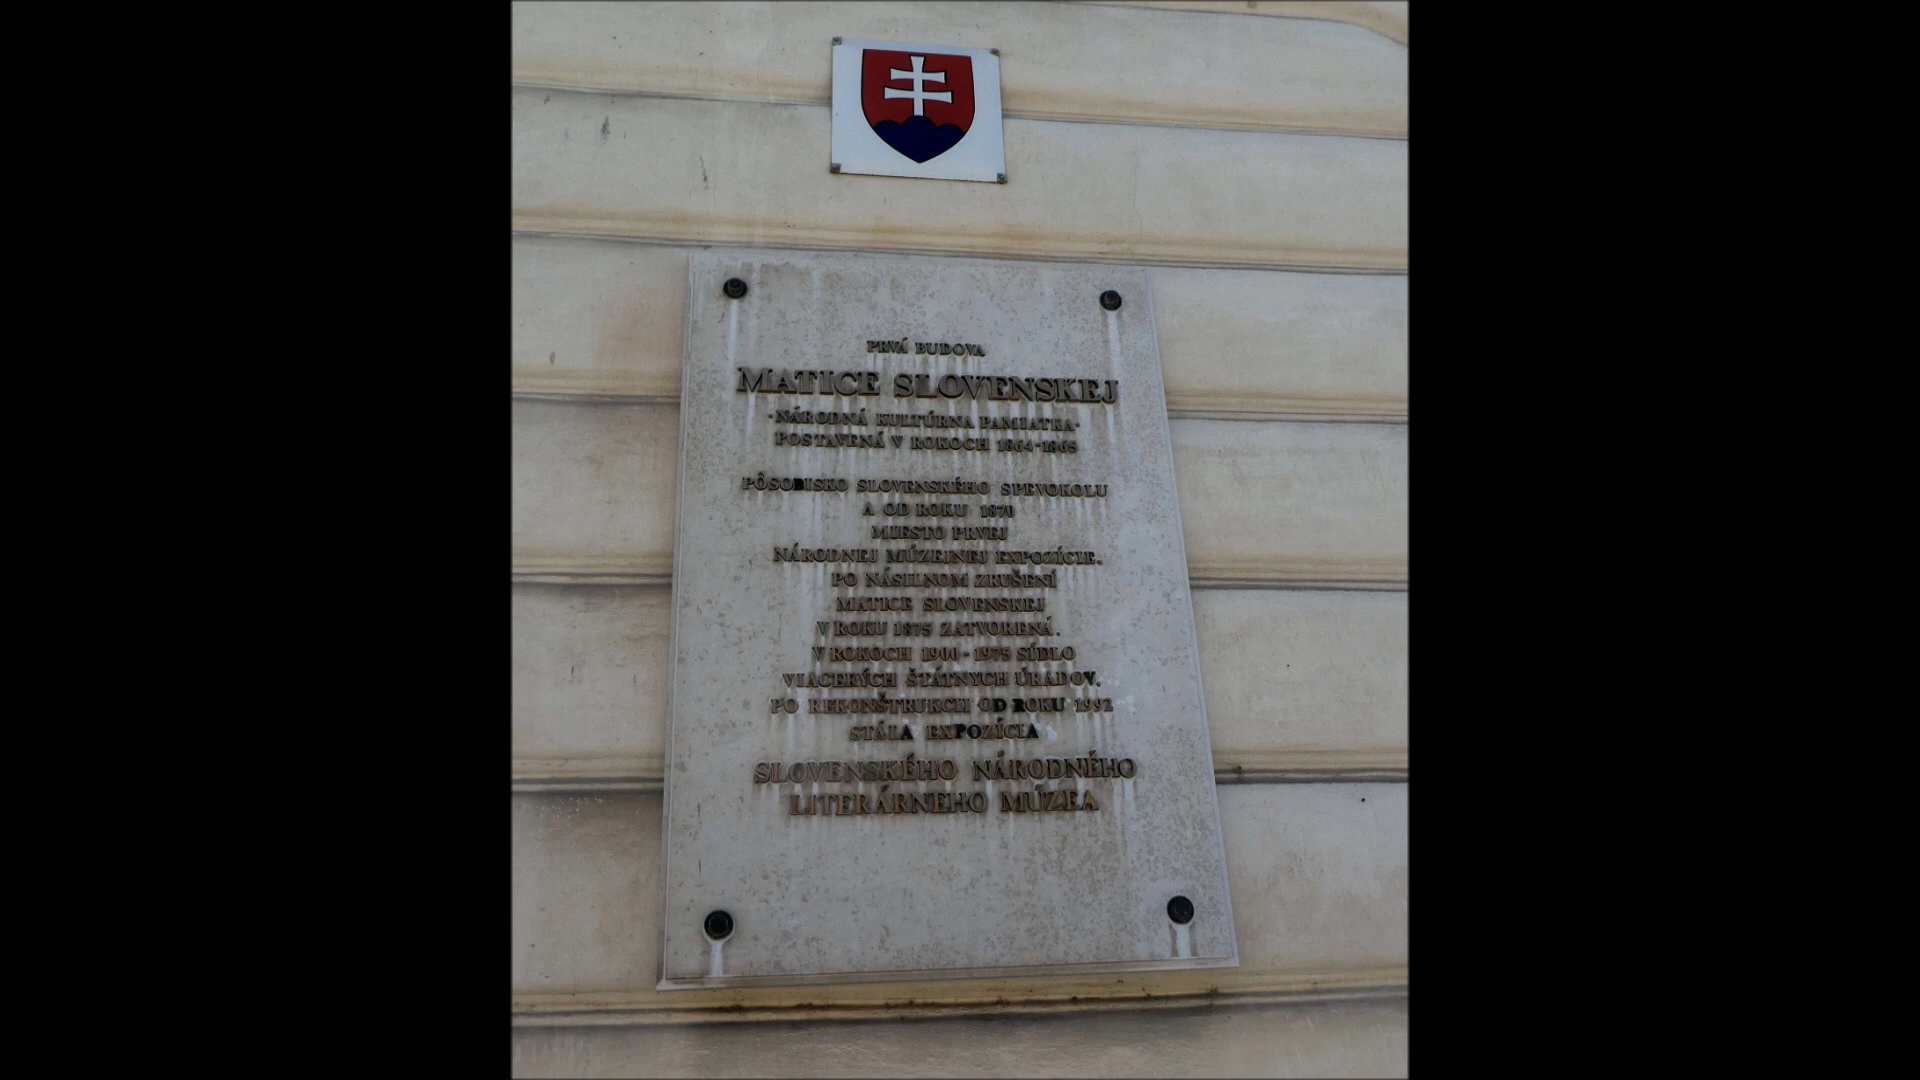 PRVÁ BUDOVA
MATICE SLOVENSKEJ
·NÁRODNÁ KULTÚRNA PAMIATKA·
POSTAVENÁ V ROKOCH 1864-1865
PÔSOBISKO SLOVENSKÉHO SPEVOKOLU
A OD ROKU 1870
MIESTO PRVEJ
NÁRODNEJ MÚZEJNEJ EXPOZÍCIE.
PO NÁSILNOM ZRUŠENÍ
MATICE SLOVENSKEJ
V ROKU 1875 ZATVORENÁ.
V ROKOCH 1900-1975 SÍDLO
VIACERÝCH ŠTÁTNYCH ÚRADOV.
PO REKONŠTRUKCII OD ROKU 1992
STÁLA EXPOZÍCIA
SLOVENSKÉHO NÁRODNÉHO
LITERÁRNEHO MÚZEA